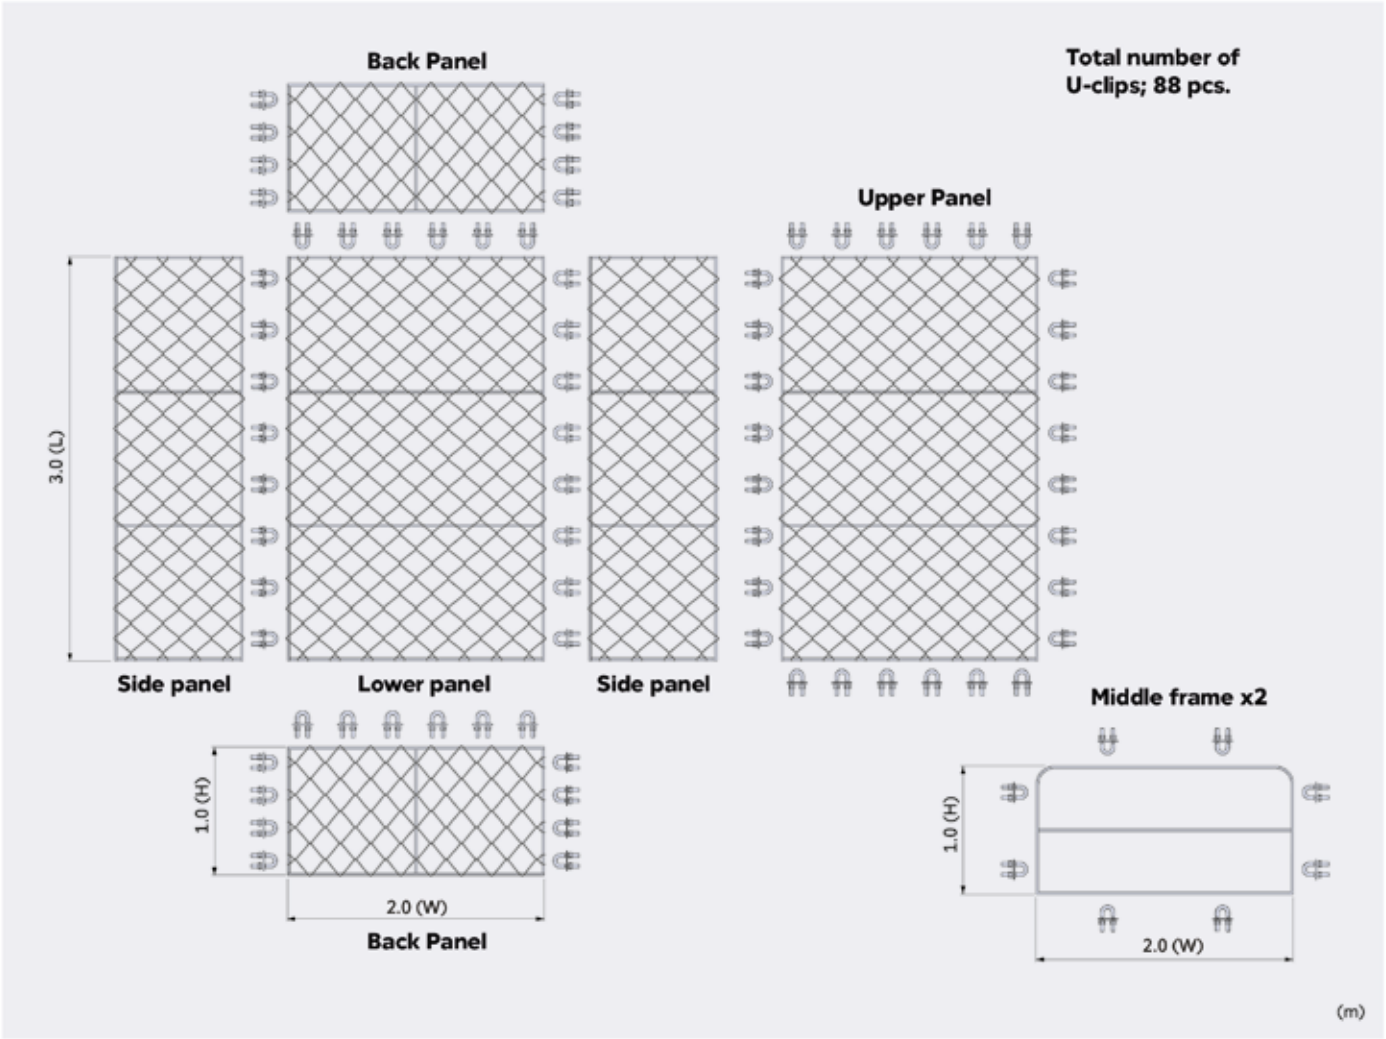 Back Panel
Total number of
U-clips; 88 pcs.
Upper Panel
3.0 (L)
Side panel
Lower panel
Side panel
Middle frame x2
1.0 (H)
1.0 (H)
2.0 (W)
Back Panel
2.0 (W)
(m)